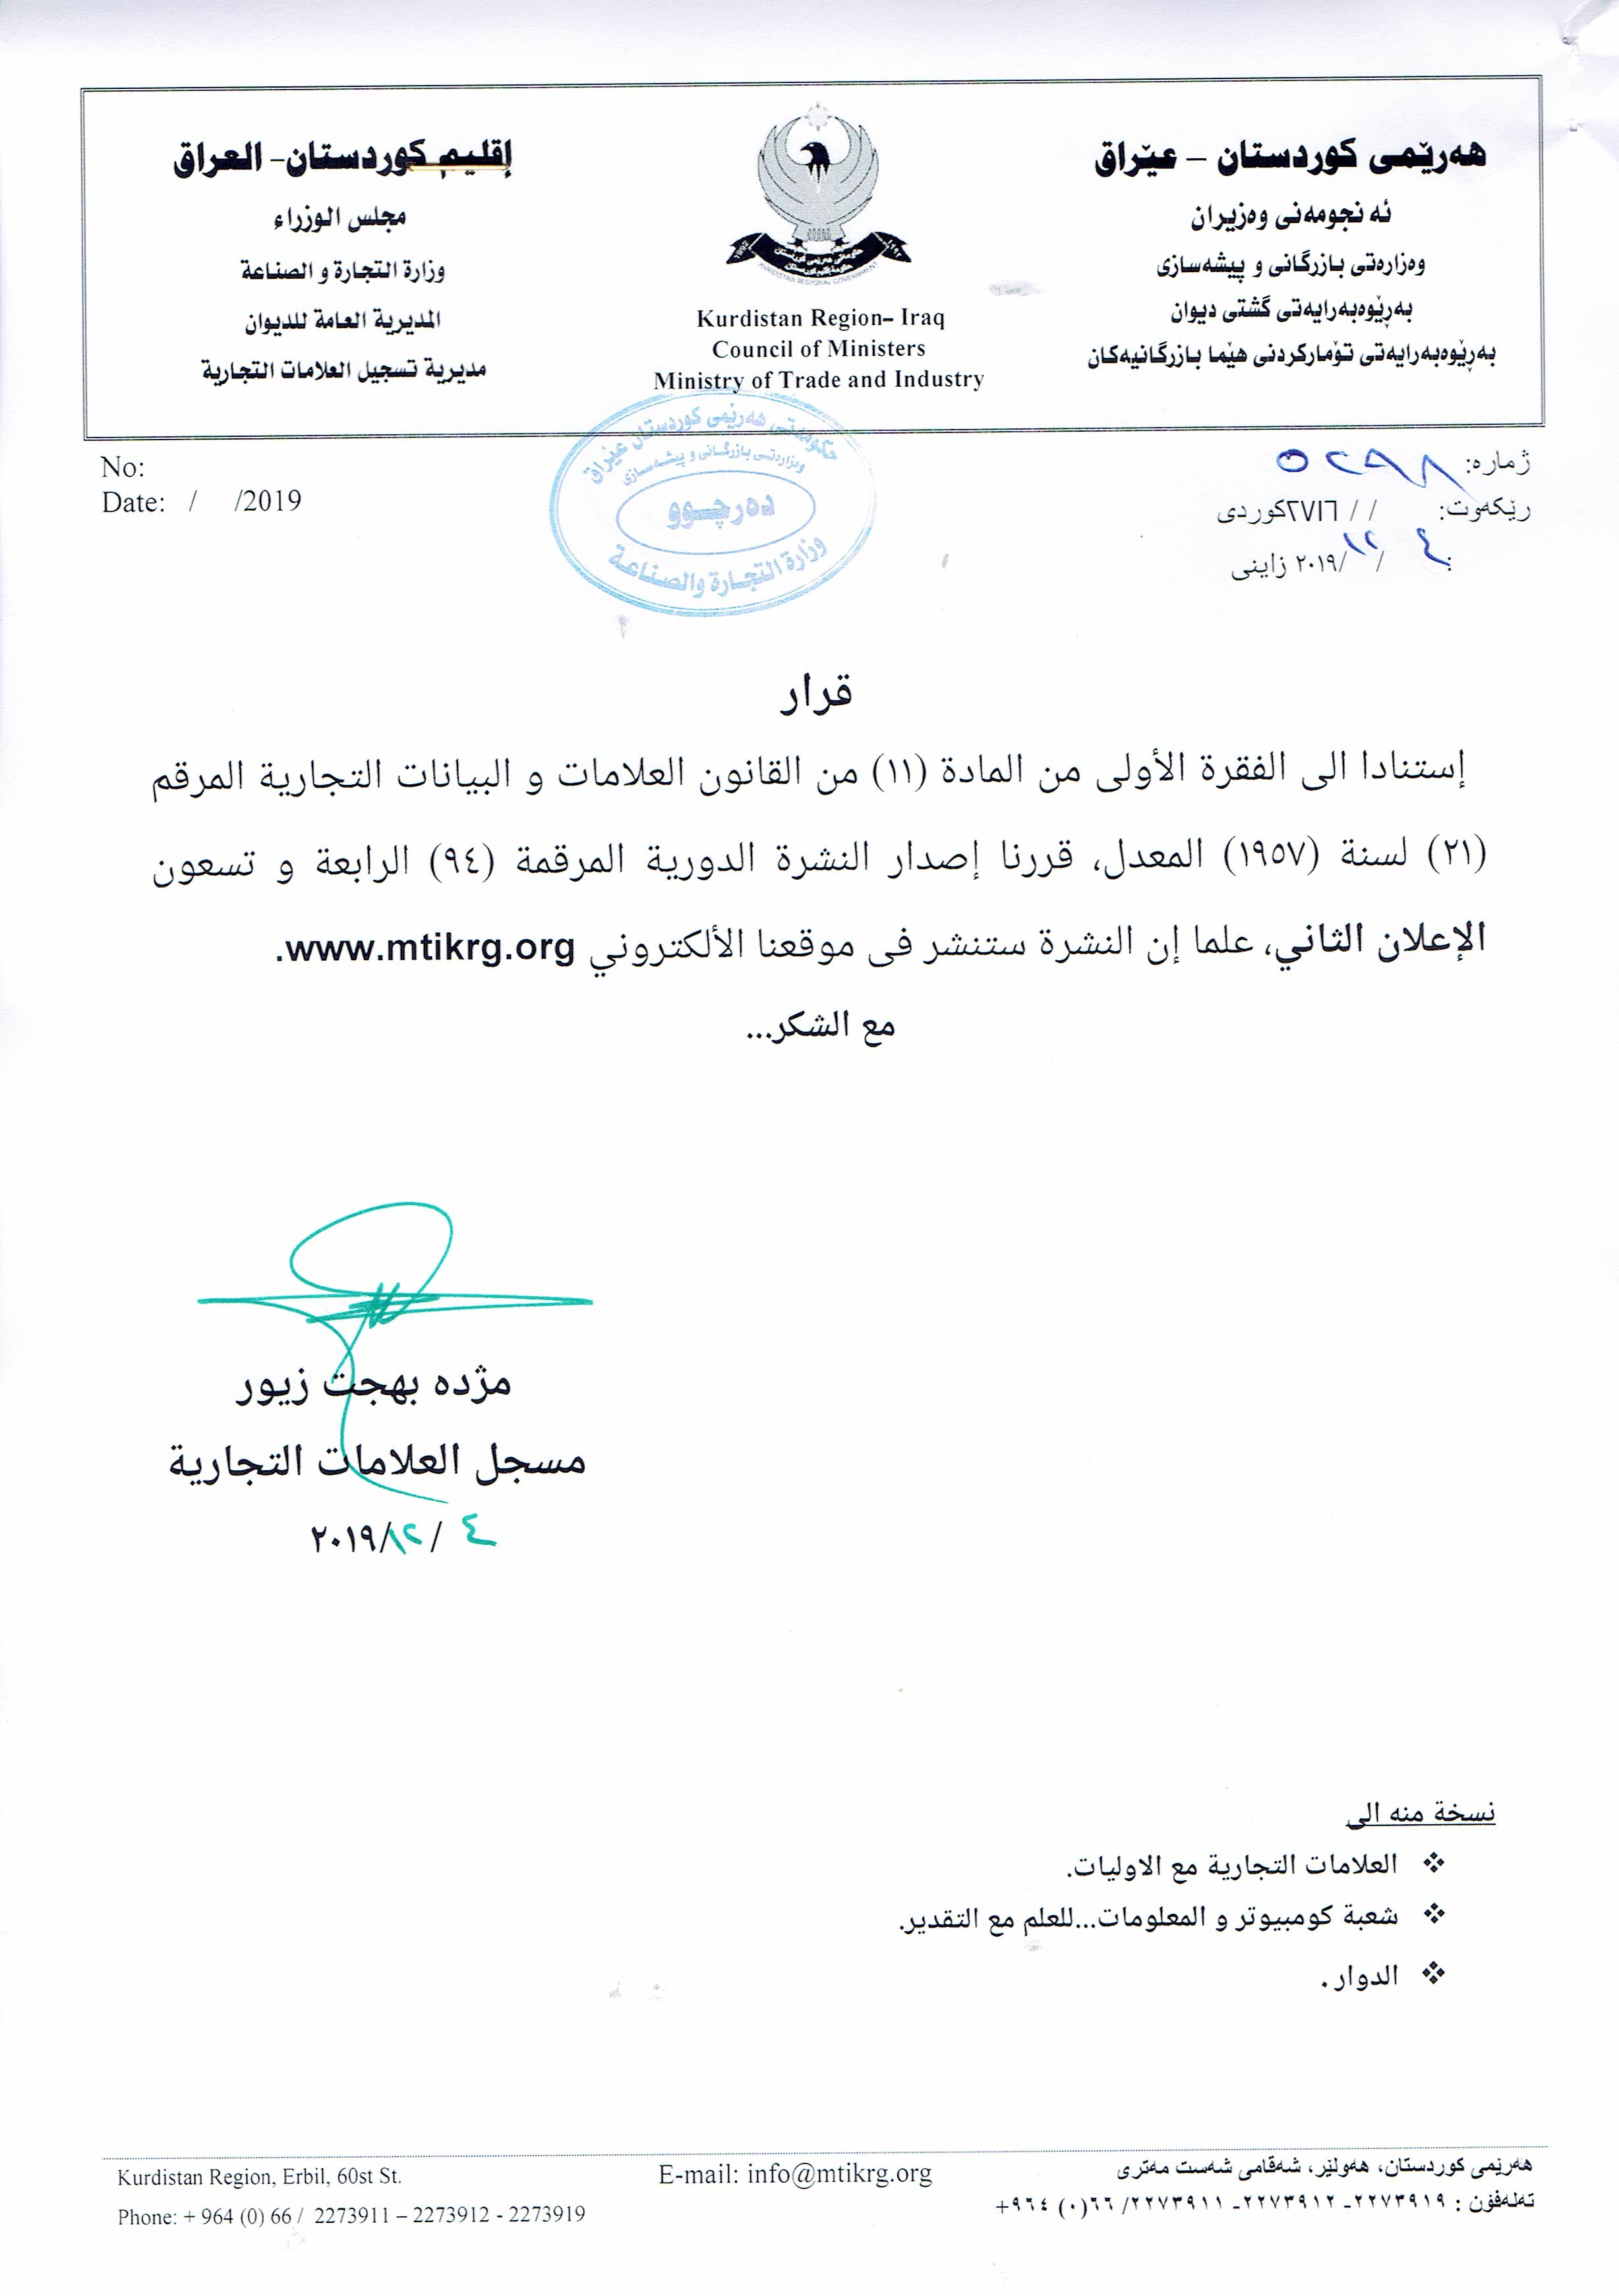 هەرێمی کوردستان – عێراق
ئەنجومەنی وەزیران
وەزارەتی بازرگانی و پیشەسازی
بەڕێوەبەرایەتی گشتی دیوان
بەڕێوەبەرایەتی تۆمارکردنی هێما بازرگانیەکان
Kurdistan Region– Iraq
Council of Ministers
Ministry of Trade and Industry
إقليم كوردستان- العراق
مجلس الوزراء
وزارة التجارة و الصناعة
المديرية العامة للديوان
مديرية تسجيل العلامات التجارية
حکومەتی هەرێمی کوردستان عێراق
وەزارەتی بازرگانی و پیشەسازی
دەرچوو
وزارة التجارة والصناعة
ژمارە: ٥٢٩٨
رێکەوت: / / ٢٧١٦کوردی
: ٤ / ١٢/ ٢٠١٩ زاینی
No:
Date: / /2019
قرار
إستنادا الى الفقرة الأولى من المادة (١١) من القانون العلامات و البيانات التجارية المرقم
(٢١) لسنة (١٩٥٧) المعدل، قررنا إصدار النشرة الدورية المرقمة (٩٤) الرابعة و تسعون
الإعلان الثاني، علما إن النشرة ستنشر فى موقعنا الألكتروني www.mtikrg.org.
مع الشكر...
مژده بهجت زيور
مسجل العلامات التجارية
٤ / ١٢/ ٢٠١٩
نسخة منه الى
❖ العلامات التجارية مع الاوليات.
❖ شعبة كومبيوتر و المعلومات...للعلم مع التقدير.
❖ الدوار .
هەرێمی کوردستان، هەولێر، شەقامی شەست مەتری
تەلەفۆن : ٢٢٧٣٩١٩- ٢٢٧٣٩١٢- ٢٢٧٣٩١١/ ٦٦(٠) ٩٦٤+
E-mail: info@mtikrg.org
Kurdistan Region, Erbil, 60st St.
Phone: + 964 (0) 66 / 2273911 – 2273912 - 2273919